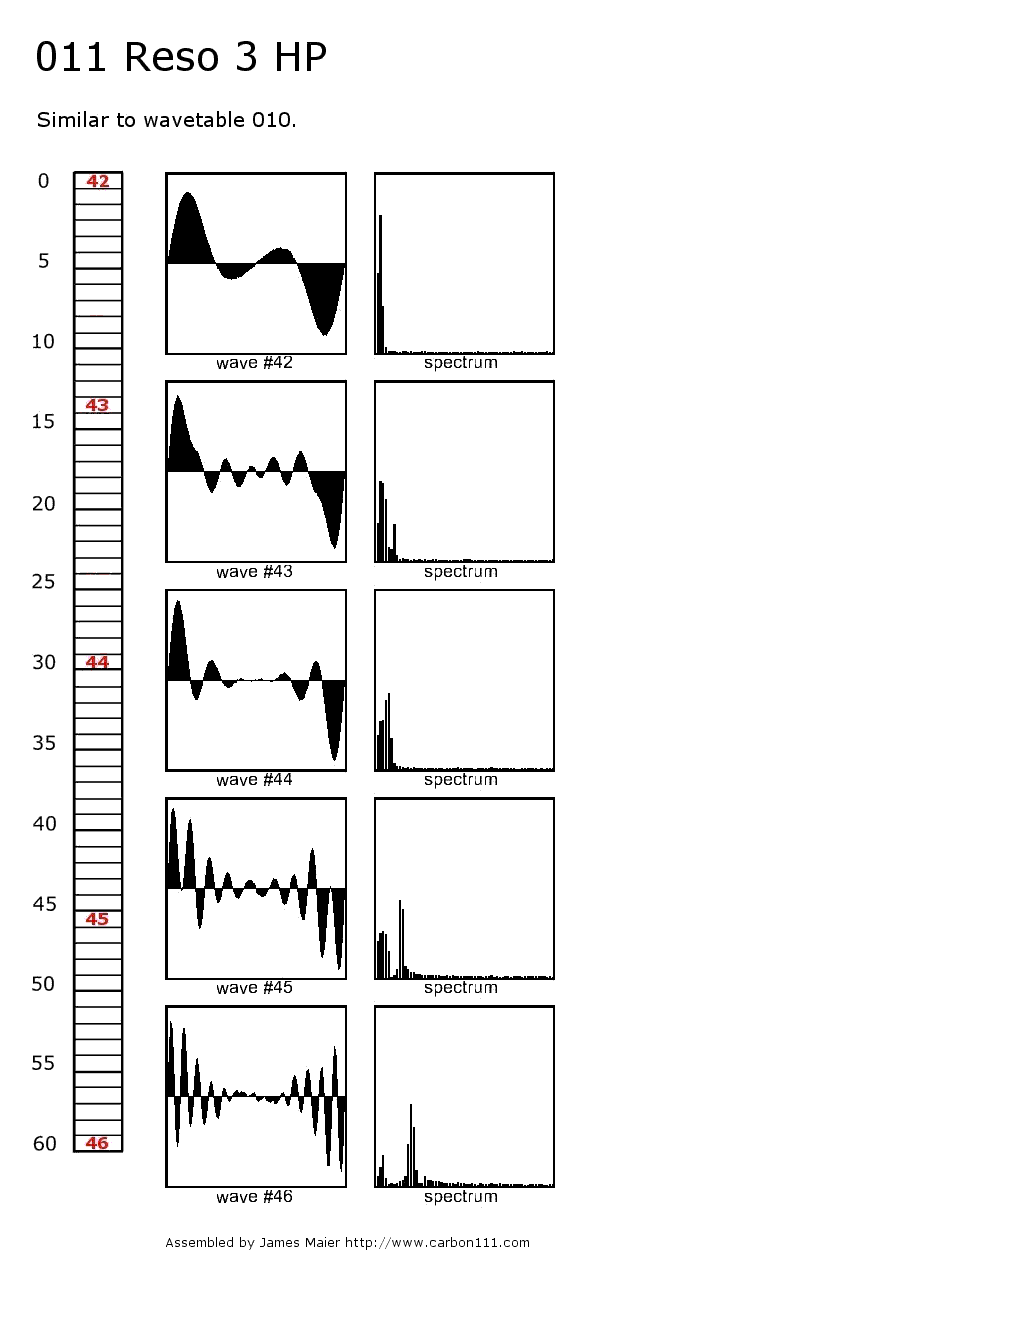 011 Reso 3 HP
Similar to wavetable 010.
0
42
5
10
43
15
20
25
30
44
35
40
45
45
50
55
60
46
wave #42
spectrum
wave #43
spectrum
wave #44
spectrum
wave #45
spectrum
wave #46
spectrum
Assembled by James Maier http://www.carbon111.com